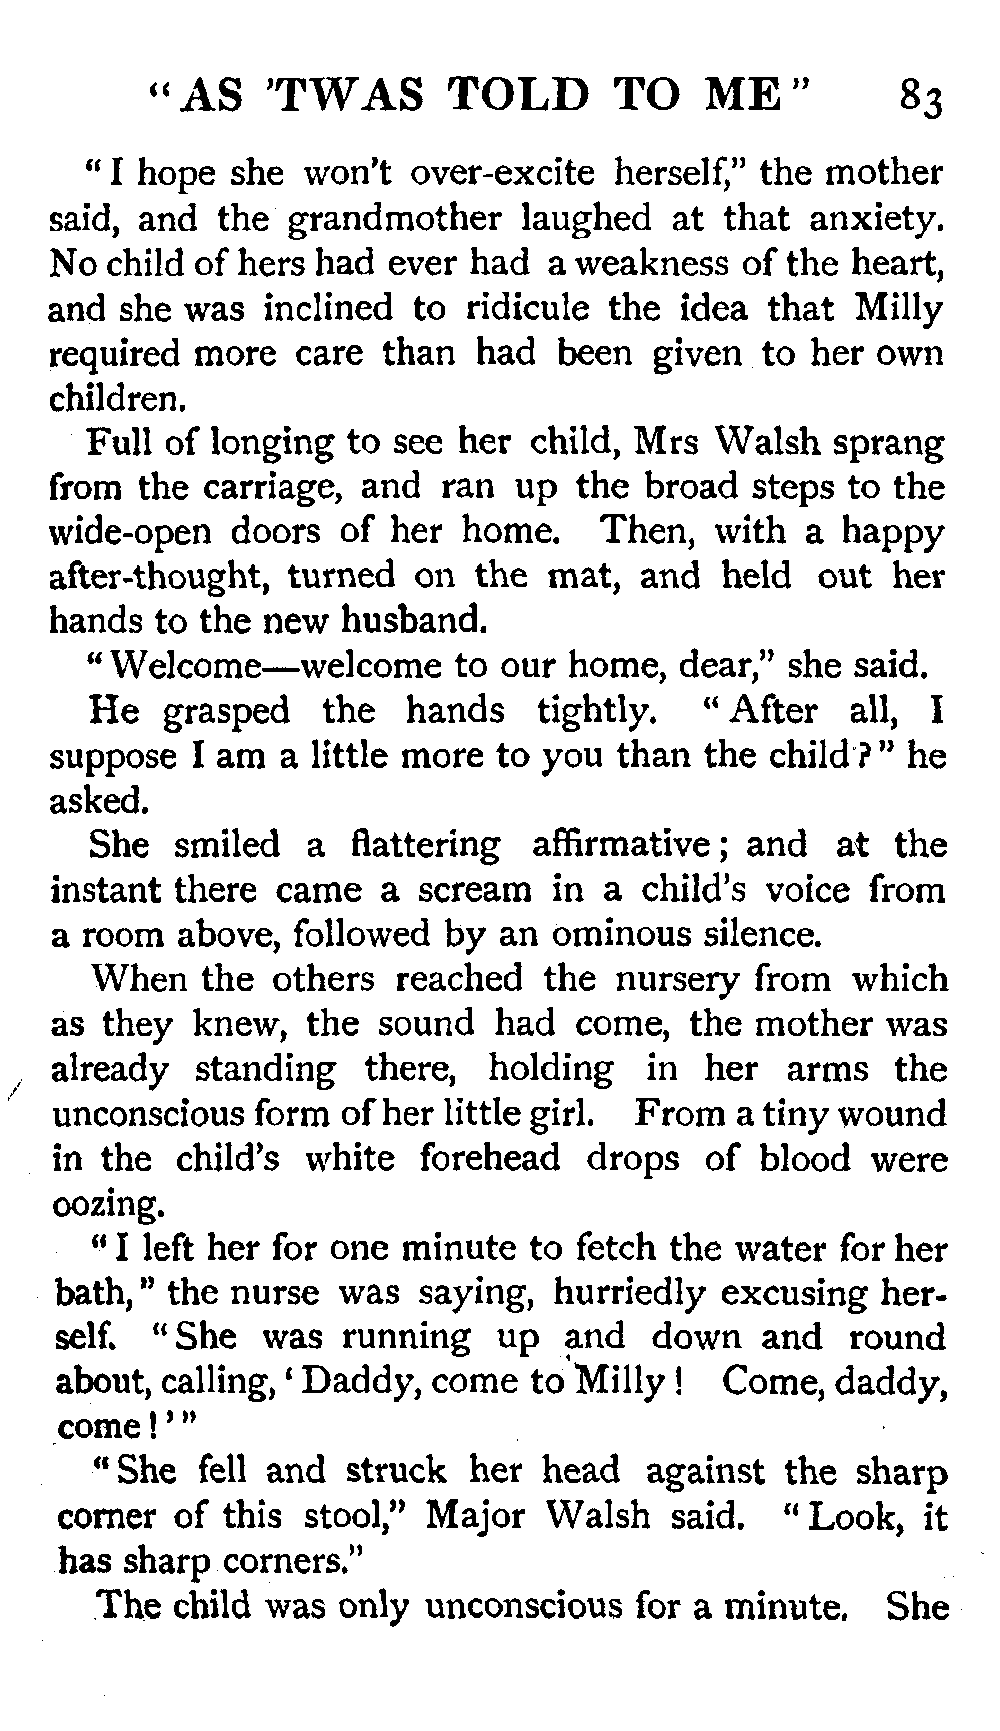 "AS 'TWAS TOLD TO ME" 83
"I hope she won't over-excite herself," the mother
said, and the grandmother laughed at that anxiety.
No child of hers had ever had a weakness of the heart,
and she was inclined to ridicule the idea that Milly
required more care than had been given to her own
children.
Full of longing to see her child, Mrs Walsh sprang
from the carriage, and ran up the broad steps to the
wide-open doors of her home. Then, with a happy
after-thought, turned on the mat, and held out her
hands to the new husband.
"Welcome—welcome to our home, dear," she said.
He grasped the hands tightly. "After all, I
suppose I am a little more to you than the child?" he
asked.
She smiled a flattering affirmative; and at the
instant there came a scream in a child's voice from
a room above, followed by an ominous silence.
When the others reached the nursery from which
as they knew, the sound had come, the mother was
already standing there, holding in her arms the
unconscious form of her little girl. From a tiny wound
in the child's white forehead drops of blood were
oozing.
"I left her for one minute to fetch the water for her
bath," the nurse was saying, hurriedly excusing her-
self. "She was running up and down and round
about, calling, 'Daddy, come to Milly! Come, daddy,
come!'"
"She fell and struck her head against the sharp
corner of this stool," Major Walsh said. "Look, it
has sharp corners."
The child was only unconscious for a minute. She